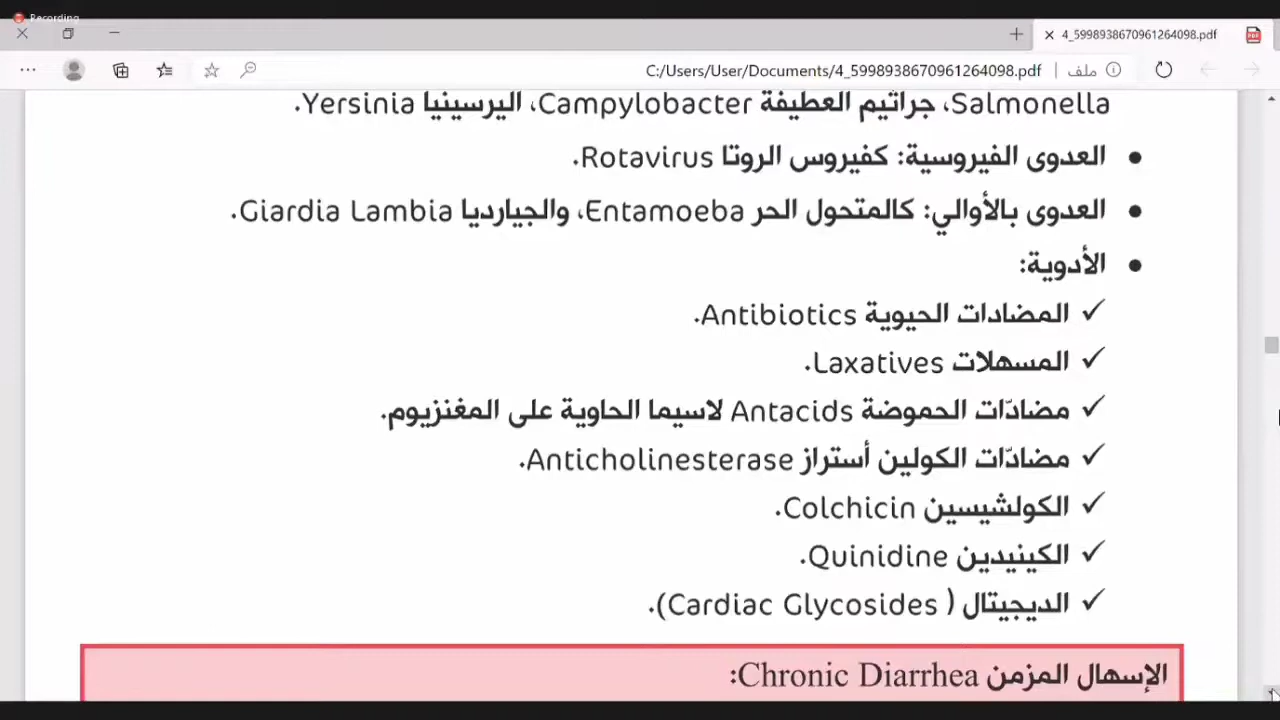 Recording
4_5998938670961264098.pdf
C:/Users/User/Documents/4_5998938670961264098.pdf | ملف
Salmonella، جراثيم العطيفة Campylobacter، اليرسينيا Yersinia.
• العدوى الفيروسية: كفيروس الروتا Rotavirus.
• العدوى بالأوالي: كالمتحول الحر Entamoeba، والجيارديا Giardia Lambia.
• الأدوية:
✓ المضادات الحيوية Antibiotics.
✓ المسهلات Laxatives.
✓ مضادّات الحموضة Antacids لاسيما الحاوية على المغنزيوم.
✓ مضادّات الكولين أستراز Anticholinesterase.
✓ الكولشيسين Colchicin.
✓ الكينيدين Quinidine.
✓ الديجيتال ( Cardiac Glycosides).
الإسهال المزمن Chronic Diarrhea: